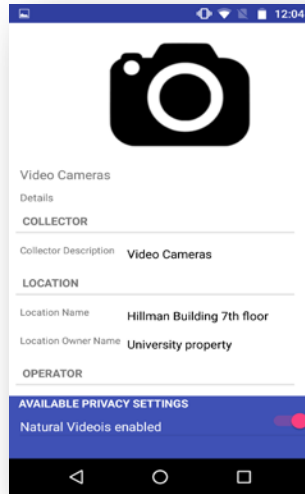 12:04
Video Cameras
Details
COLLECTOR
Collector Description Video Cameras
LOCATION
Location Name Hillman Building 7th floor
Location Owner Name University property
OPERATOR
AVAILABLE PRIVACY SETTINGS
Natural Videois enabled